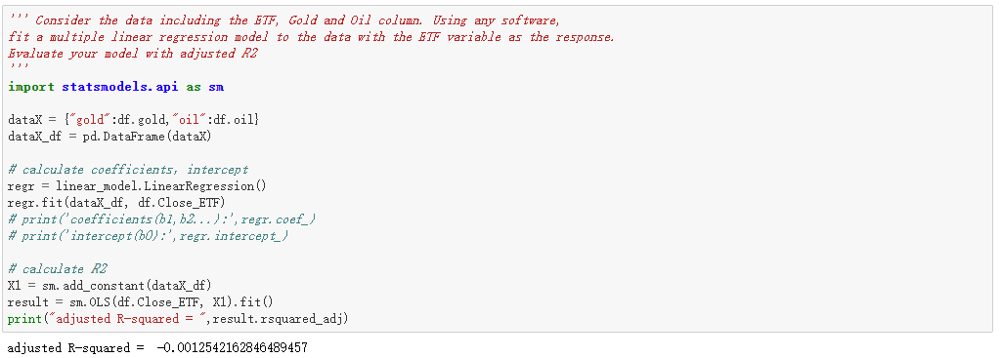 ''' Consider the data including the ETF, Gold and Oil column. Using any software,
fit a multiple linear regression model to the data with the ETF variable as the response.
Evaluate your model with adjusted R2
'''
import statsmodels.api as sm
dataX = {"gold":df.gold,"oil":df.oil}
dataX_df = pd.DataFrame(dataX)
# calculate coefficients, intercept
regr = linear_model.LinearRegression()
regr.fit(dataX_df, df.Close_ETF)
# print('coefficients(b1,b2...):',regr.coef_)
# print('intercept(b0):',regr.intercept_)
# calculate R2
X1 = sm.add_constant(dataX_df)
result = sm.OLS(df.Close_ETF, X1).fit()
print("adjusted R-squared = ",result.rsquared_adj)
adjusted R-squared =  -0.0012542162846489457